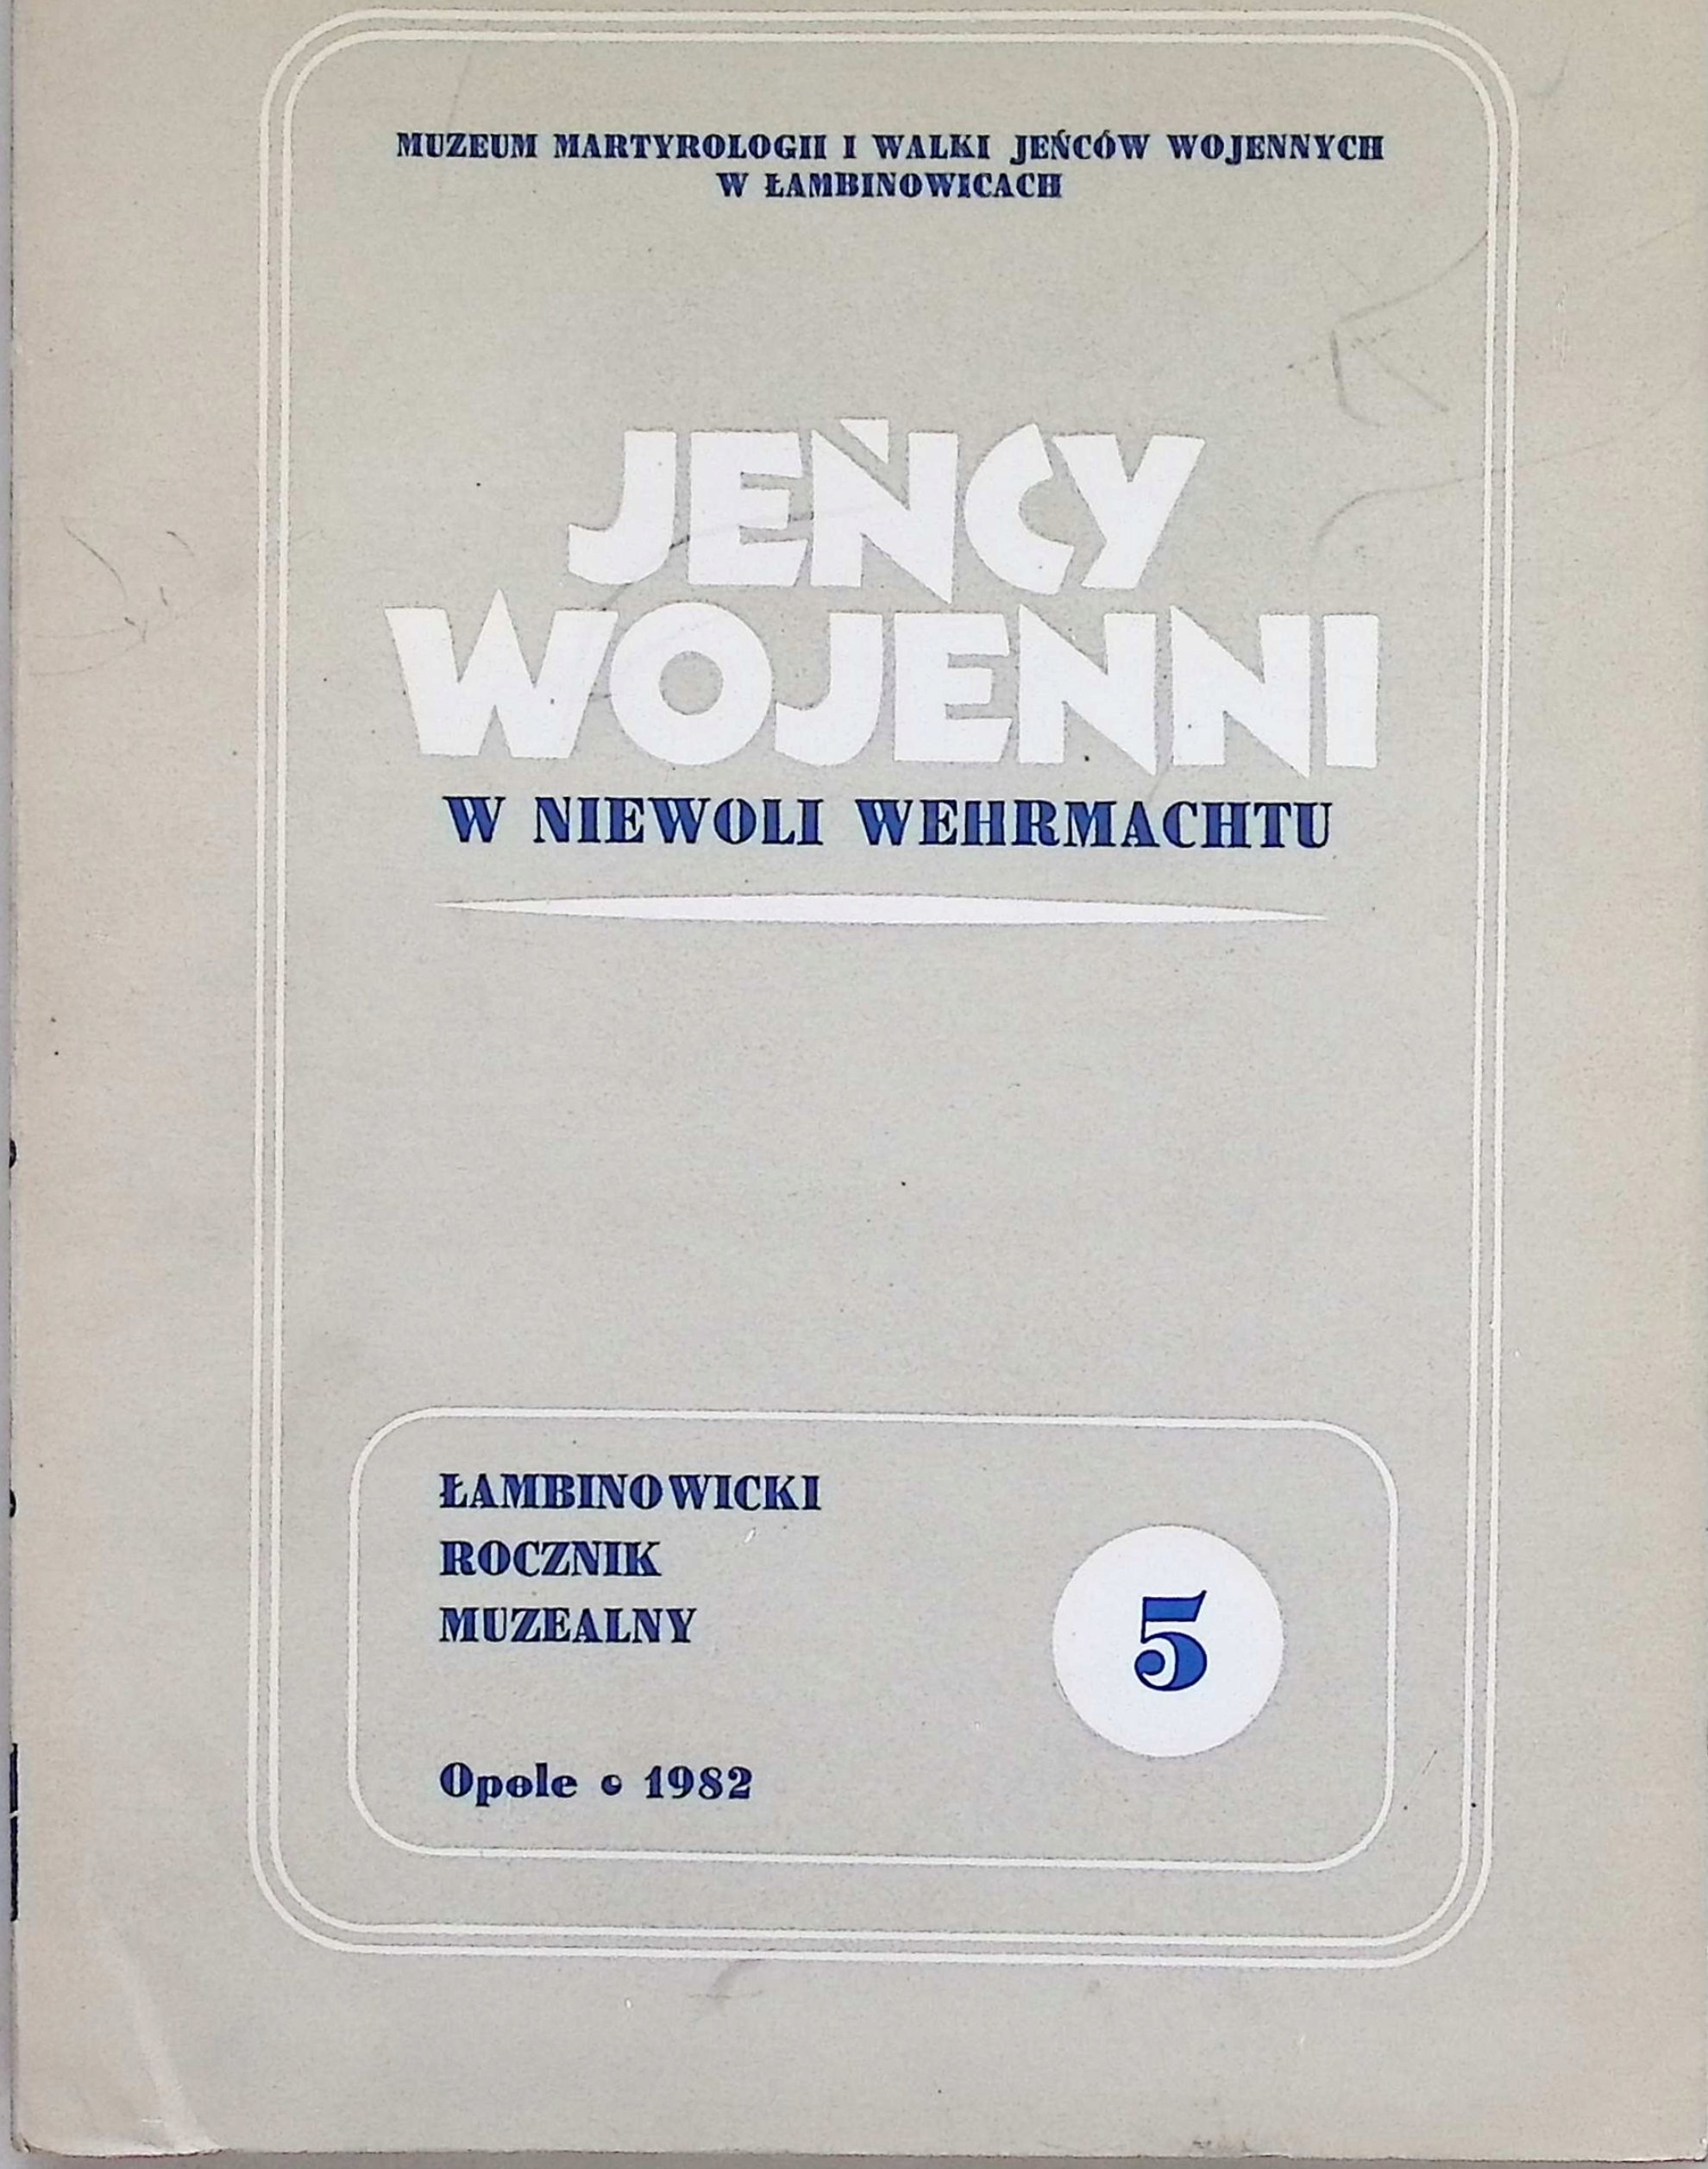 MUZEUM MARTYROLOGII I WALKI JEŃCÓW WOJENNYCH
W ŁAMBINOWICACH
JEŃCY
WOJENNI
W NIEWOLI WEHRMACHTU
ŁAMBINOWICKI
ROCZNIK
MUZEALNY
5
Opole • 1982